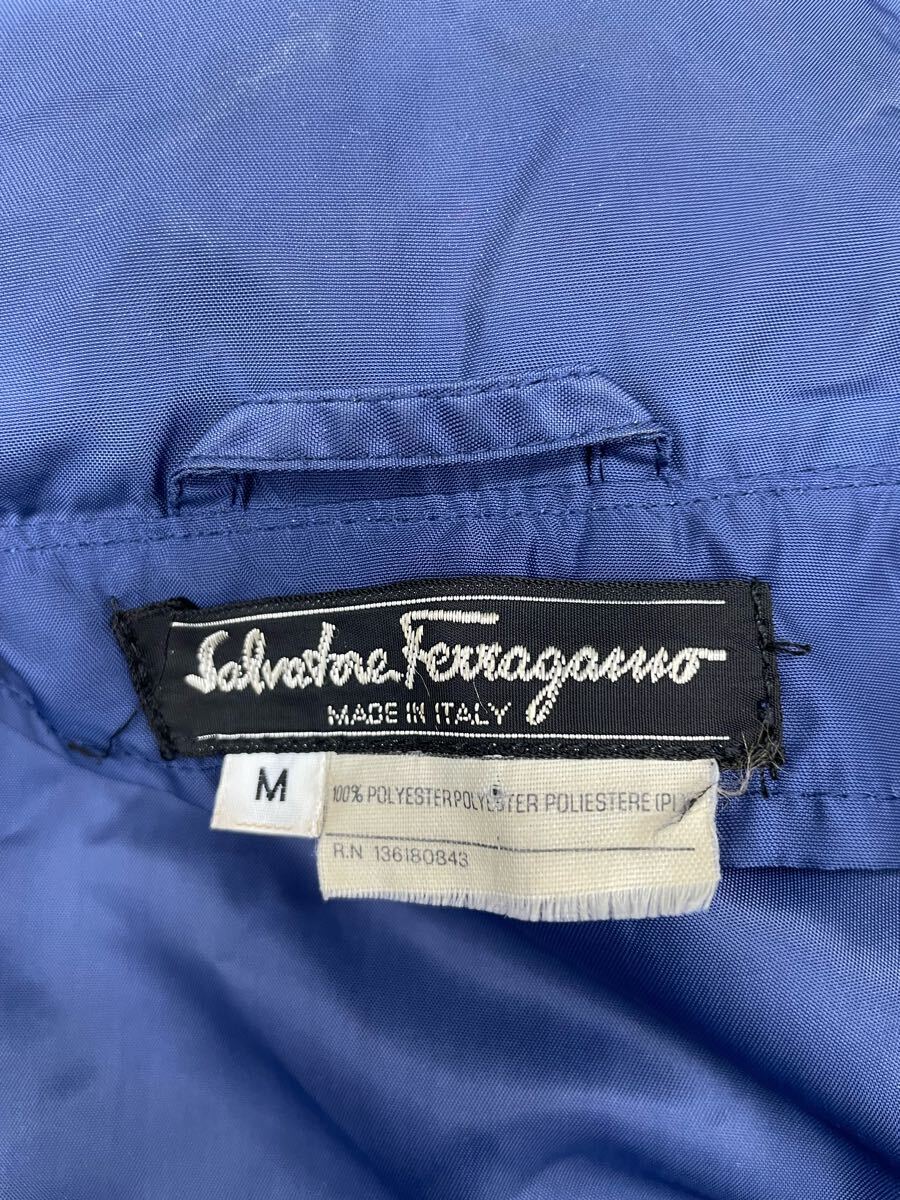 Salvatore Ferragamo
MADE IN ITALY
M
100% POLYESTER POLYESTER POLIESTERE (PL)
R.N 136180843